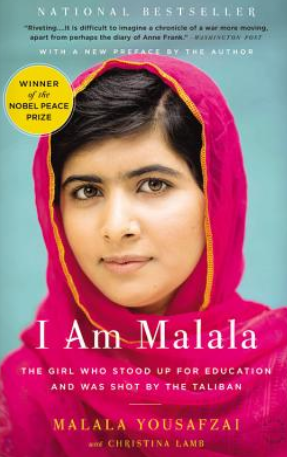 NATIONAL BESTSELLER
"Riveting....It is difficult to imagine a chronicle of a war more moving,
apart from perhaps the diary of Anne Frank." —WASHINGTON POST
WITH A NEW PREFACE BY THE AUTHOR
WINNER
of the
NOBEL PEACE
PRIZE
I Am Malala
THE GIRL WHO STOOD UP FOR EDUCATION
AND WAS SHOT BY THE TALIBAN
MALALA YOUSAFZAI
with CHRISTINA LAMB